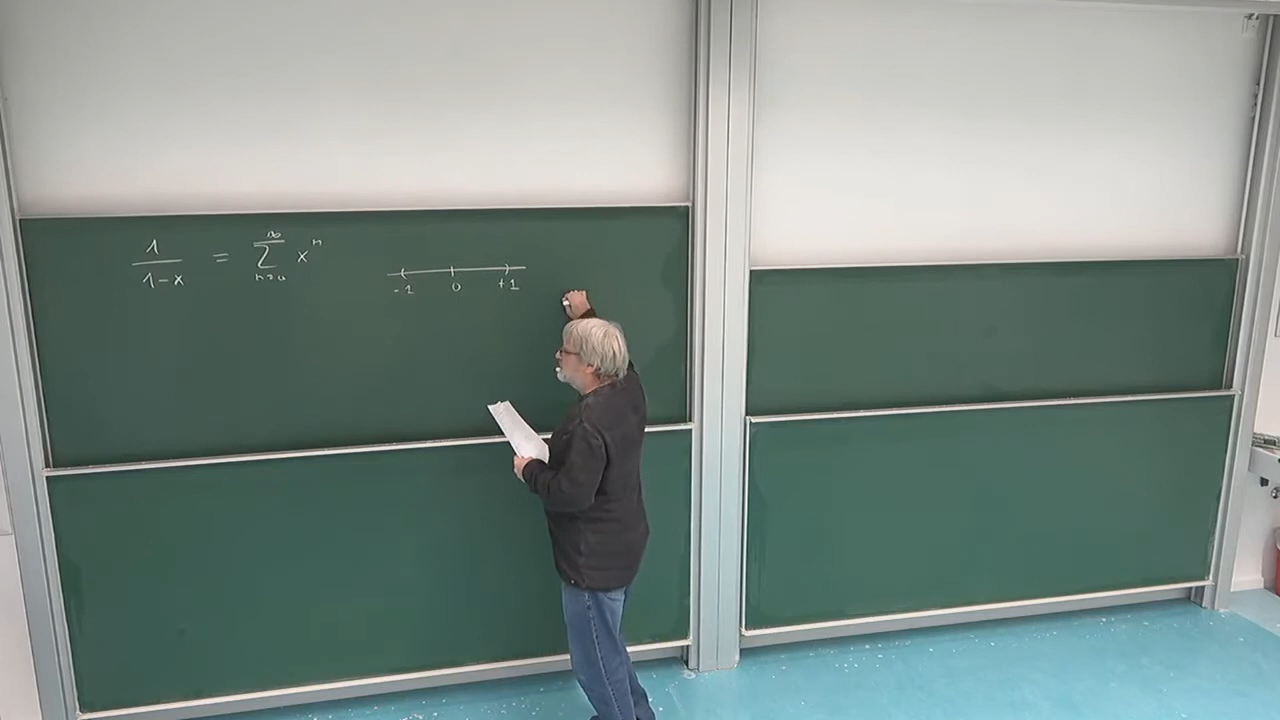 1/(1-x) = ∑_{n=0}^{∞} x^n
-1 0 +1